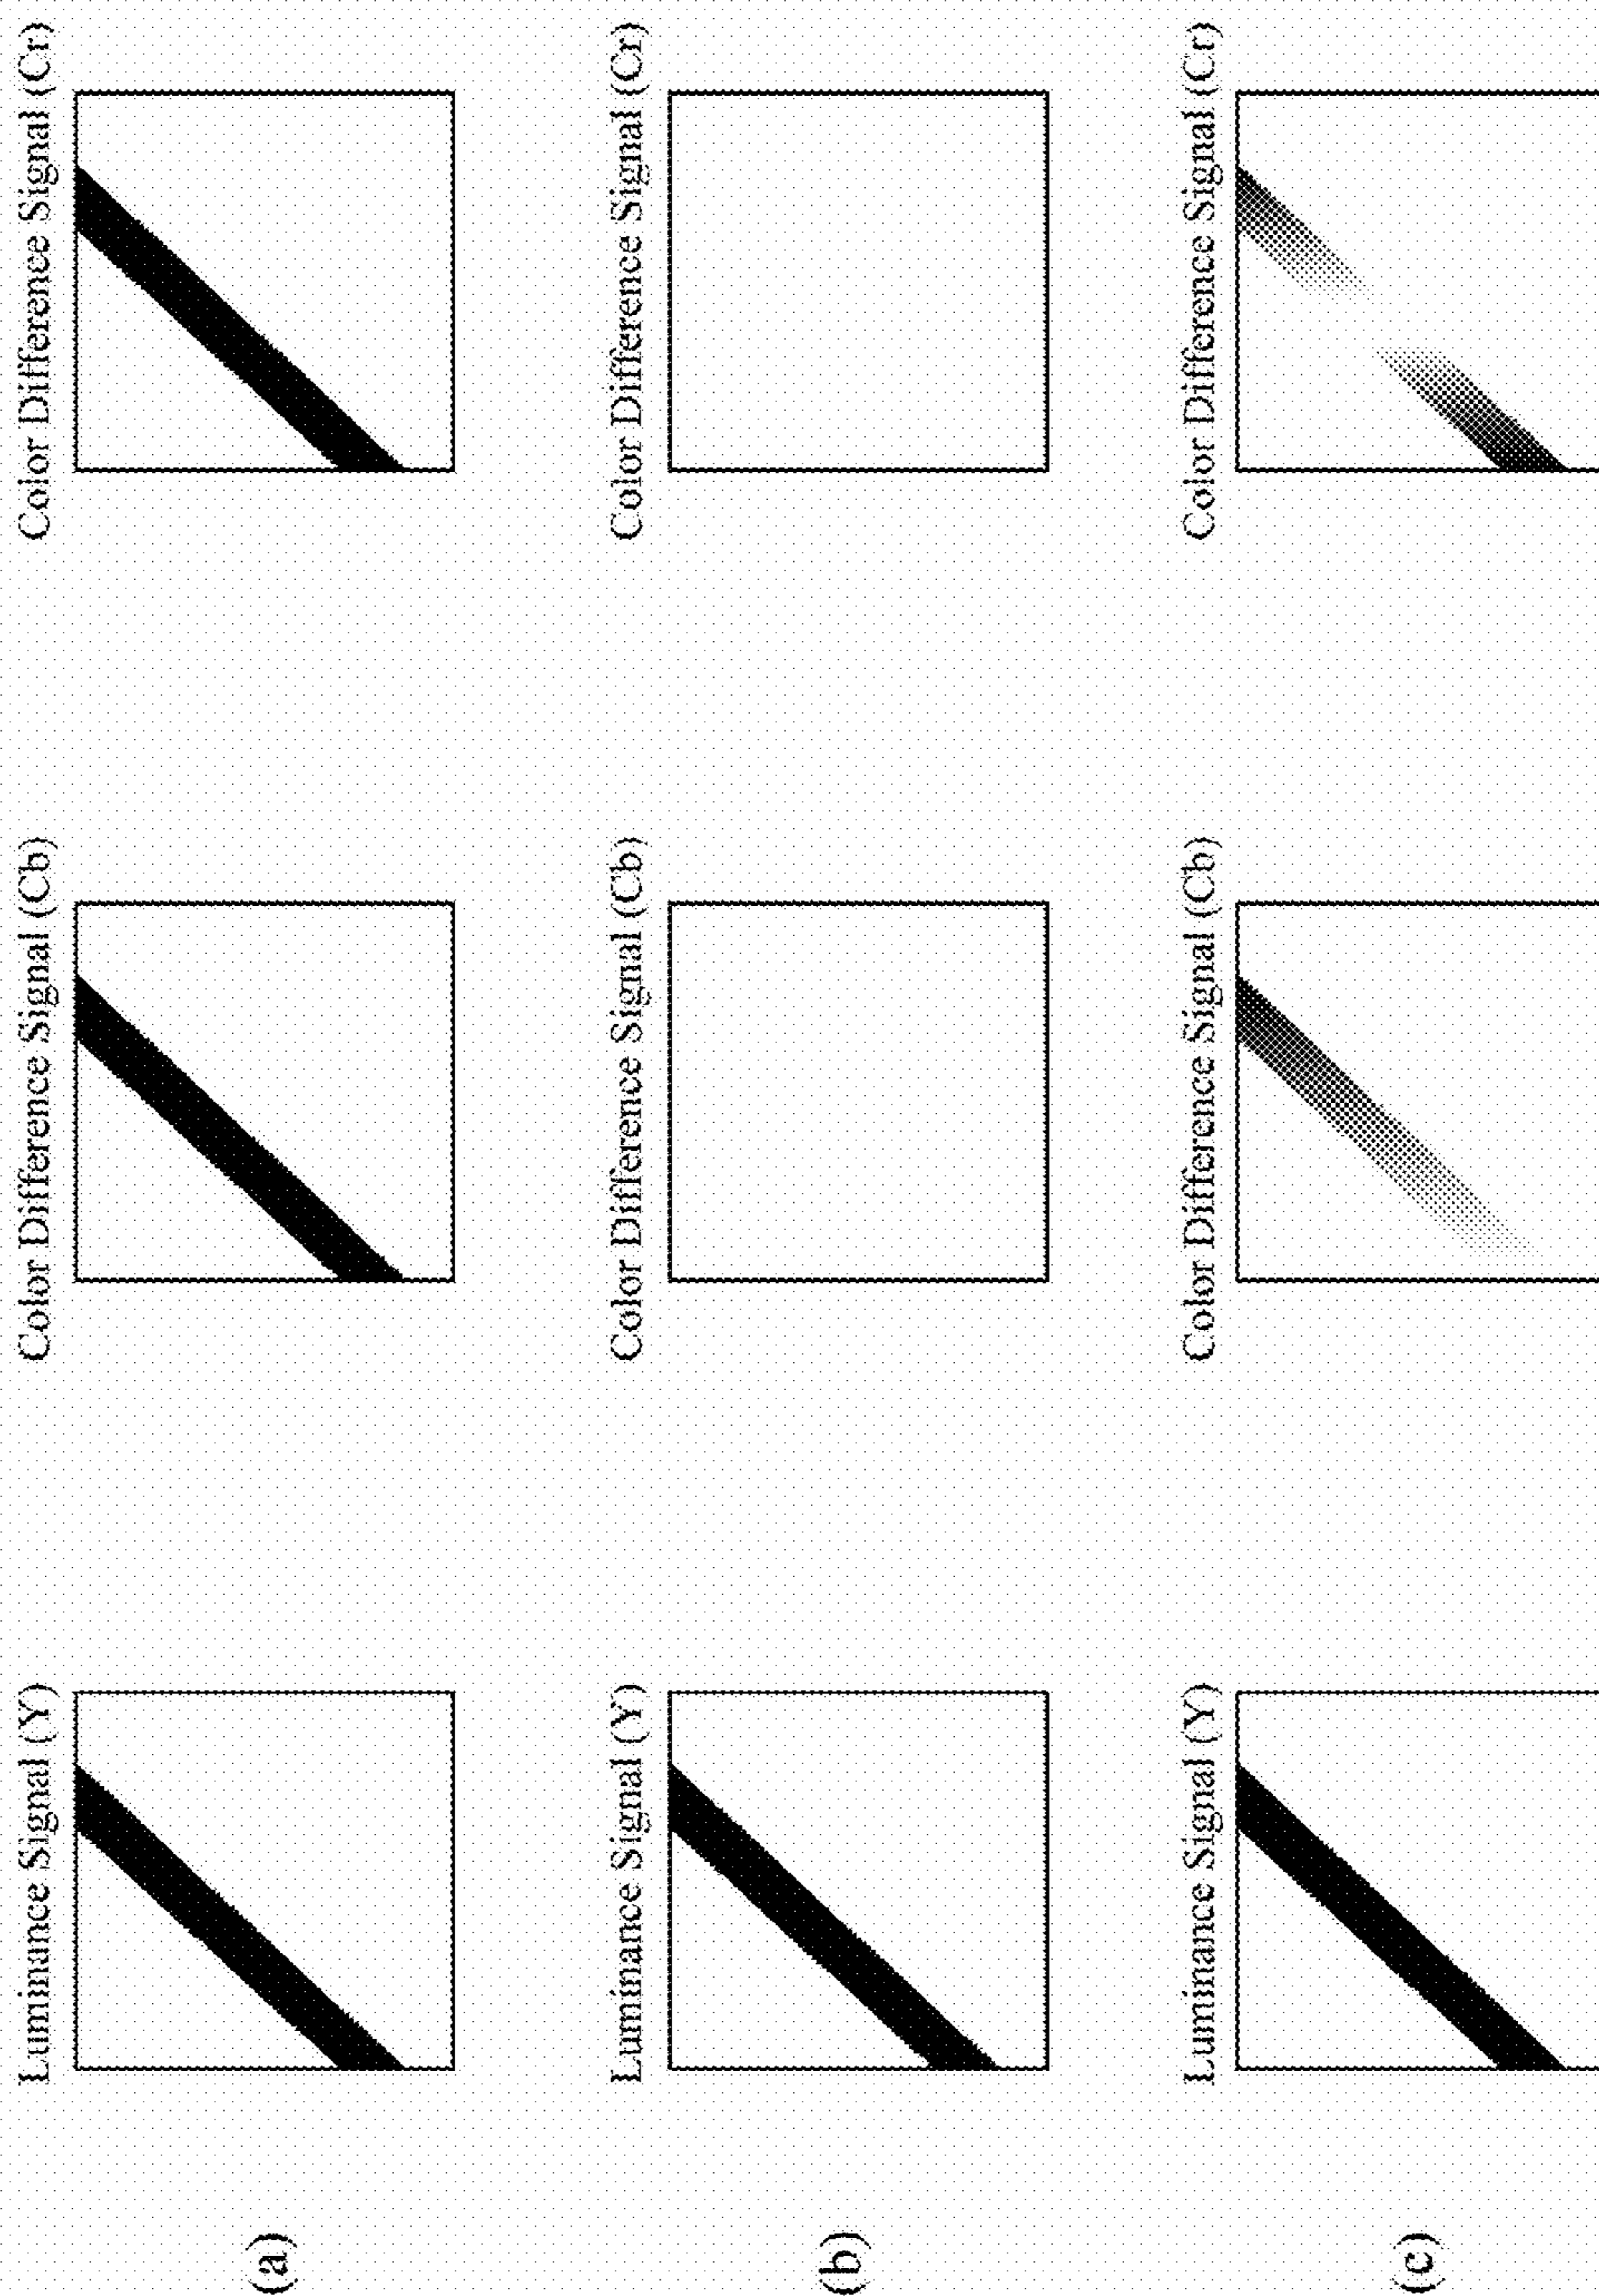 (a)
Luminance Signal (Y)
Color Difference Signal (Cb)
Color Difference Signal (Cr)
(b)
Luminance Signal (Y)
Color Difference Signal (Cb)
Color Difference Signal (Cr)
(c)
Luminance Signal (Y)
Color Difference Signal (Cb)
Color Difference Signal (Cr)